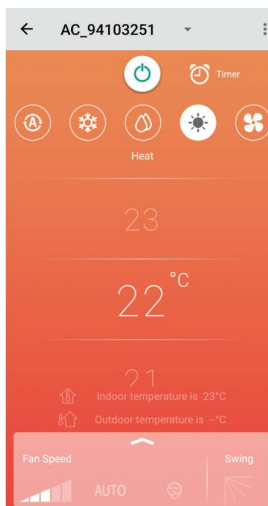 AC_94103251
Timer
A
Heat
23
22 °C
21
Indoor temperature is 23°C
Outdoor temperature is --°C
Fan Speed
Swing
AUTO